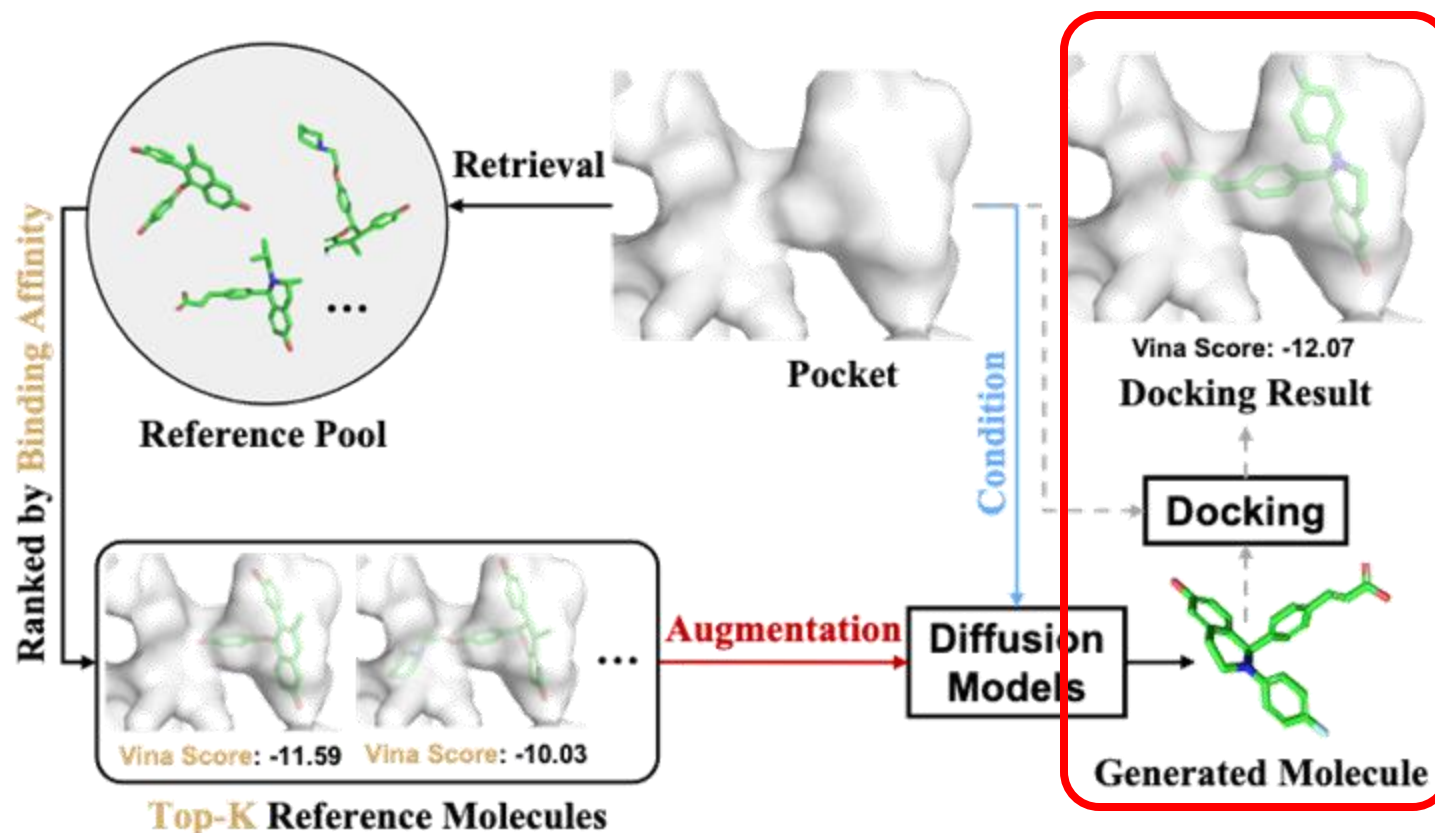 Retrieval
Pocket
Reference Pool
Ranked by Binding Affinity
Vina Score: -11.59
Vina Score: -10.03
...
...
Top-K Reference Molecules
Augmentation
Condition
Diffusion
Models
Vina Score: -12.07
Docking Result
Docking
Generated Molecule